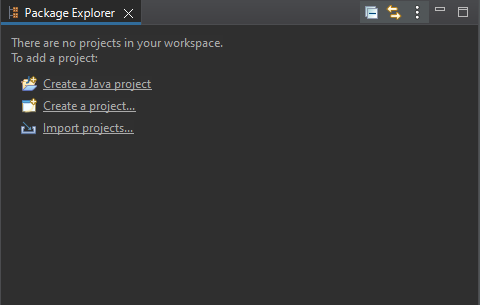 Package Explorer
There are no projects in your workspace.
To add a project:
Create a Java project
Create a project...
Import projects...